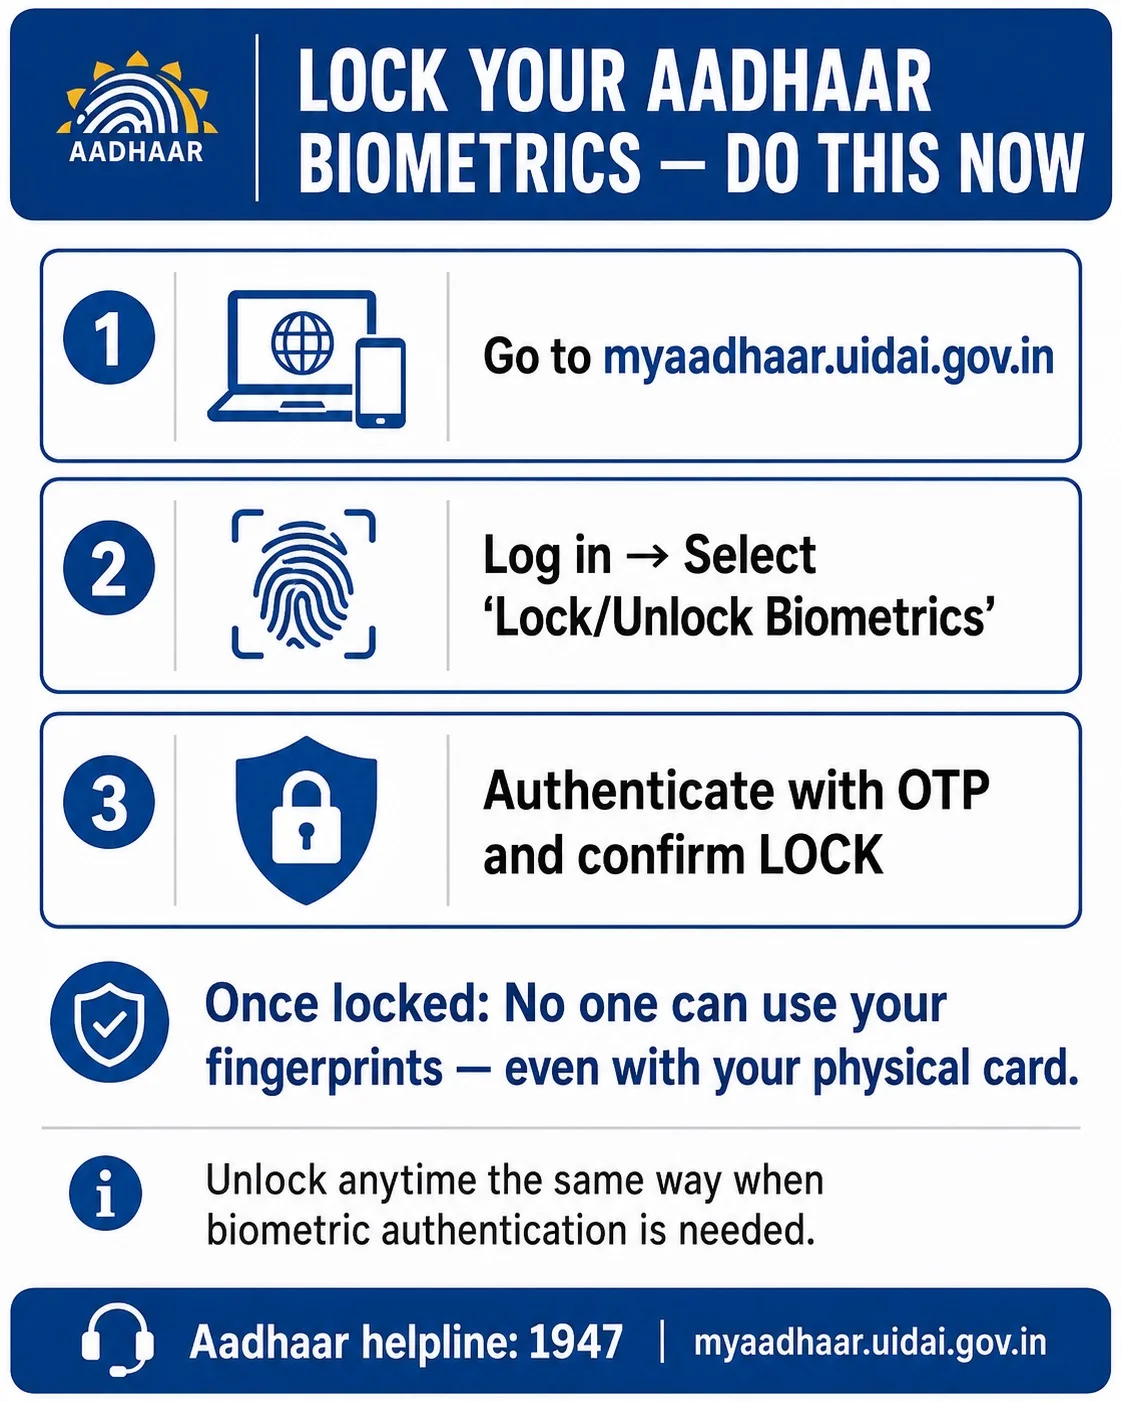 AADHAAR
LOCK YOUR AADHAAR
BIOMETRICS — DO THIS NOW
1
Go to myaadhaar.uidai.gov.in
2
Log in → Select
‘Lock/Unlock Biometrics’
3
Authenticate with OTP
and confirm LOCK
Once locked: No one can use your
fingerprints — even with your physical card.
i
Unlock anytime the same way when
biometric authentication is needed.
Aadhaar helpline: 1947 | myaadhaar.uidai.gov.in